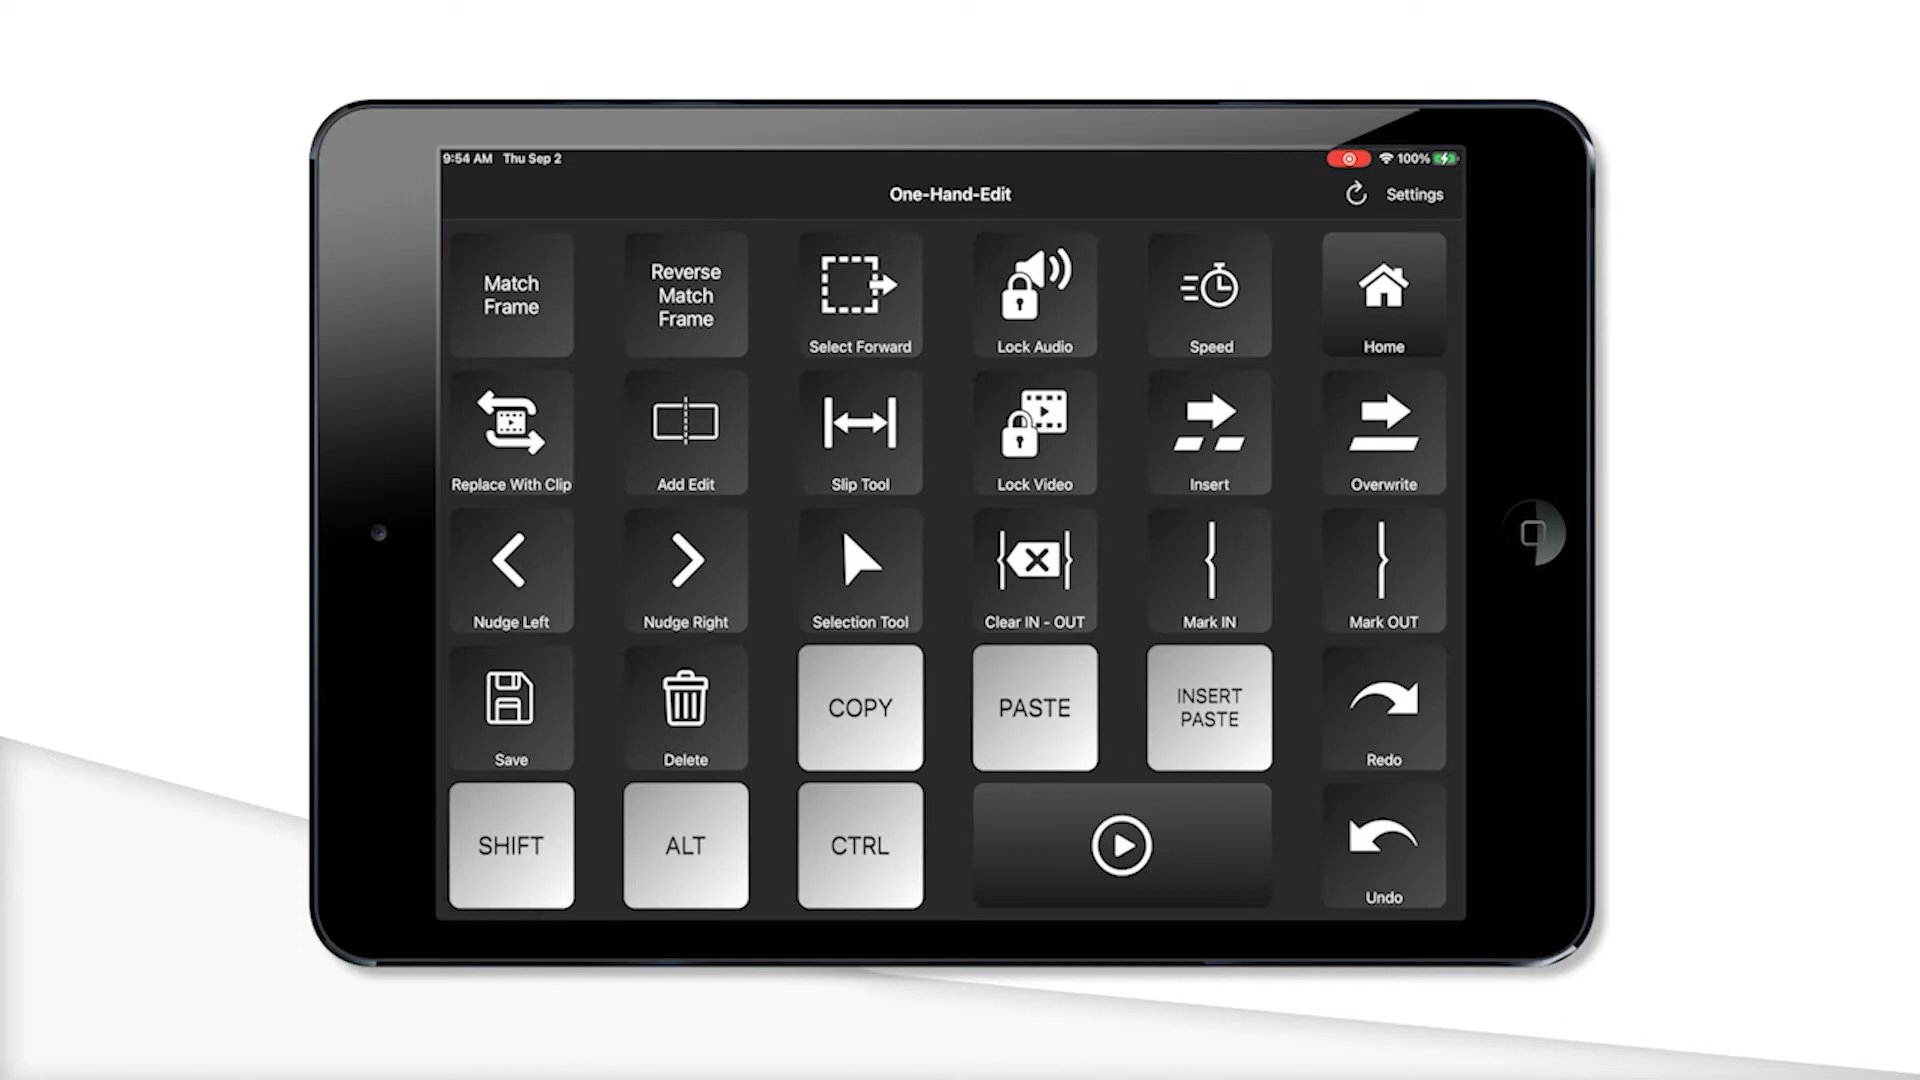 9:54 AM Thu Sep 2
100%
One-Hand-Edit
Settings
Match
Frame
Reverse
Match
Frame
Select Forward
Lock Audio
Speed
Home
Replace With Clip
Add Edit
Slip Tool
Lock Video
Insert
Overwrite
Nudge Left
Nudge Right
Selection Tool
Clear IN - OUT
Mark IN
Mark OUT
Save
Delete
COPY
PASTE
INSERT
PASTE
Redo
SHIFT
ALT
CTRL
Undo